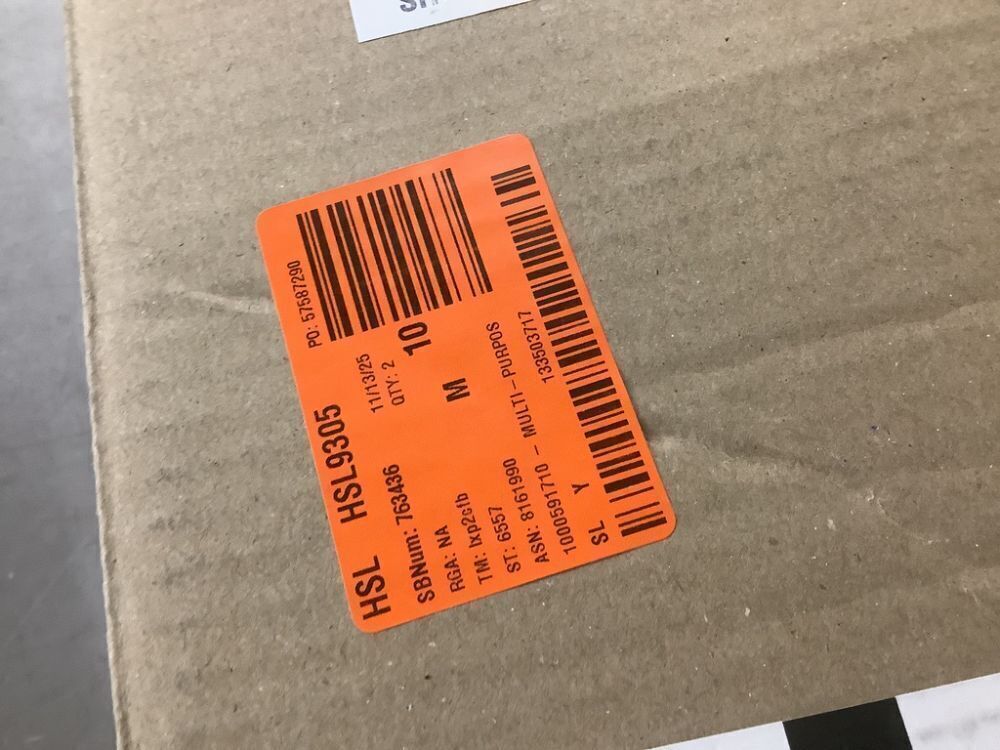 HSL HSL9305 PO: 57587290
SBNum: 763436 11/13/25
RGA: NA QTY: 2 10
TM: lxp2cfb M
ST: 6557
ASN: 8161990
1000591710 – MULTI–PURPOS
SL Y 133503717